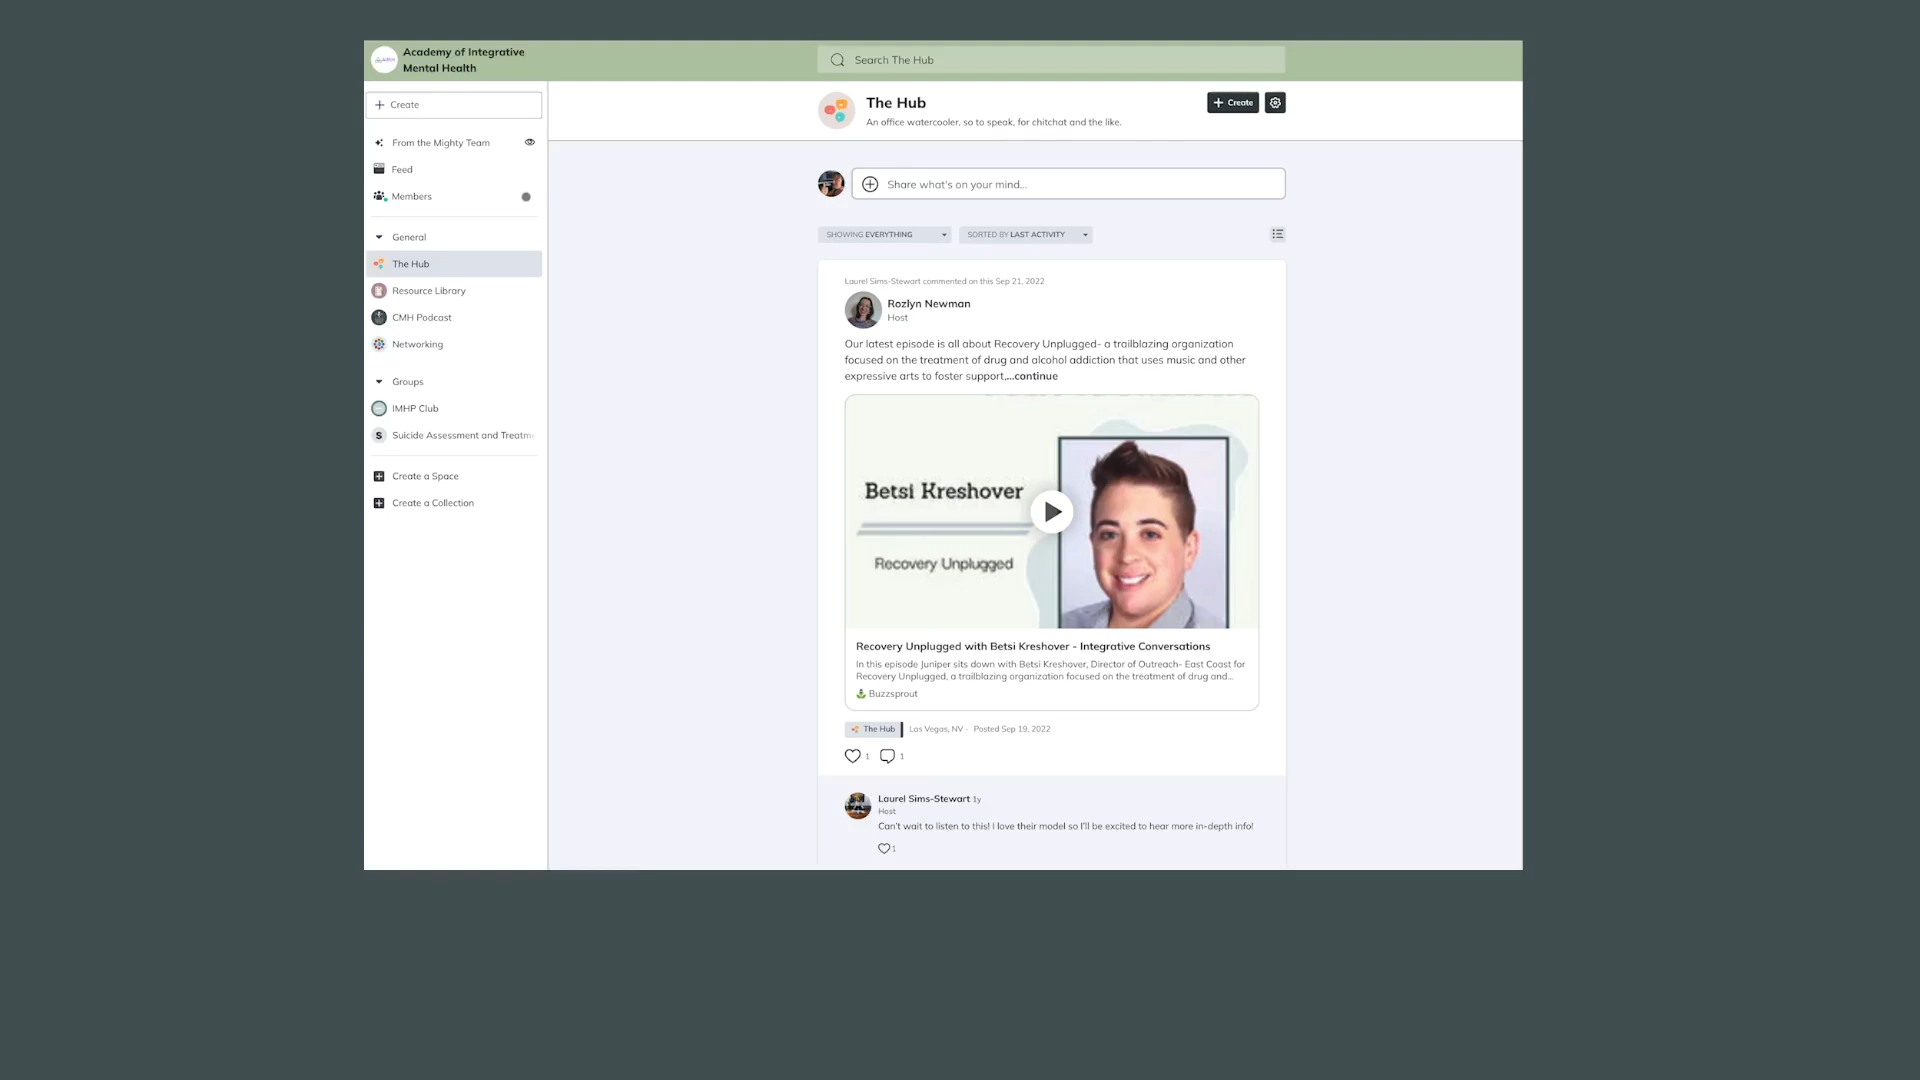 Academy of Integrative
Mental Health
Search The Hub
Create
From the Mighty Team
Feed
Members
General
The Hub
Resource Library
CMH Podcast
Networking
Groups
IMHP Club
S Suicide Assessment and Treatme
Create a Space
Create a Collection
The Hub
An office watercooler, so to speak, for chitchat and the like.
Create
Share what's on your mind...
SHOWING EVERYTHING
SORTED BY LAST ACTIVITY
Laurel Sims-Stewart commented on this Sep 21, 2022
Rozlyn Newman
Host
Our latest episode is all about Recovery Unplugged- a trailblazing organization
focused on the treatment of drug and alcohol addiction that uses music and other
expressive arts to foster support,...continue
Betsi Kreshover
Recovery Unplugged
Recovery Unplugged with Betsi Kreshover - Integrative Conversations
In this episode Juniper sits down with Betsi Kreshover, Director of Outreach- East Coast for
Recovery Unplugged, a trailblazing organization focused on the treatment of drug and...
Buzzsprout
The Hub Las Vegas, NV · Posted Sep 19, 2022
1 1
Laurel Sims-Stewart 1y
Host
Can't wait to listen to this! I love their model so I'll be excited to hear more in-depth info!
1